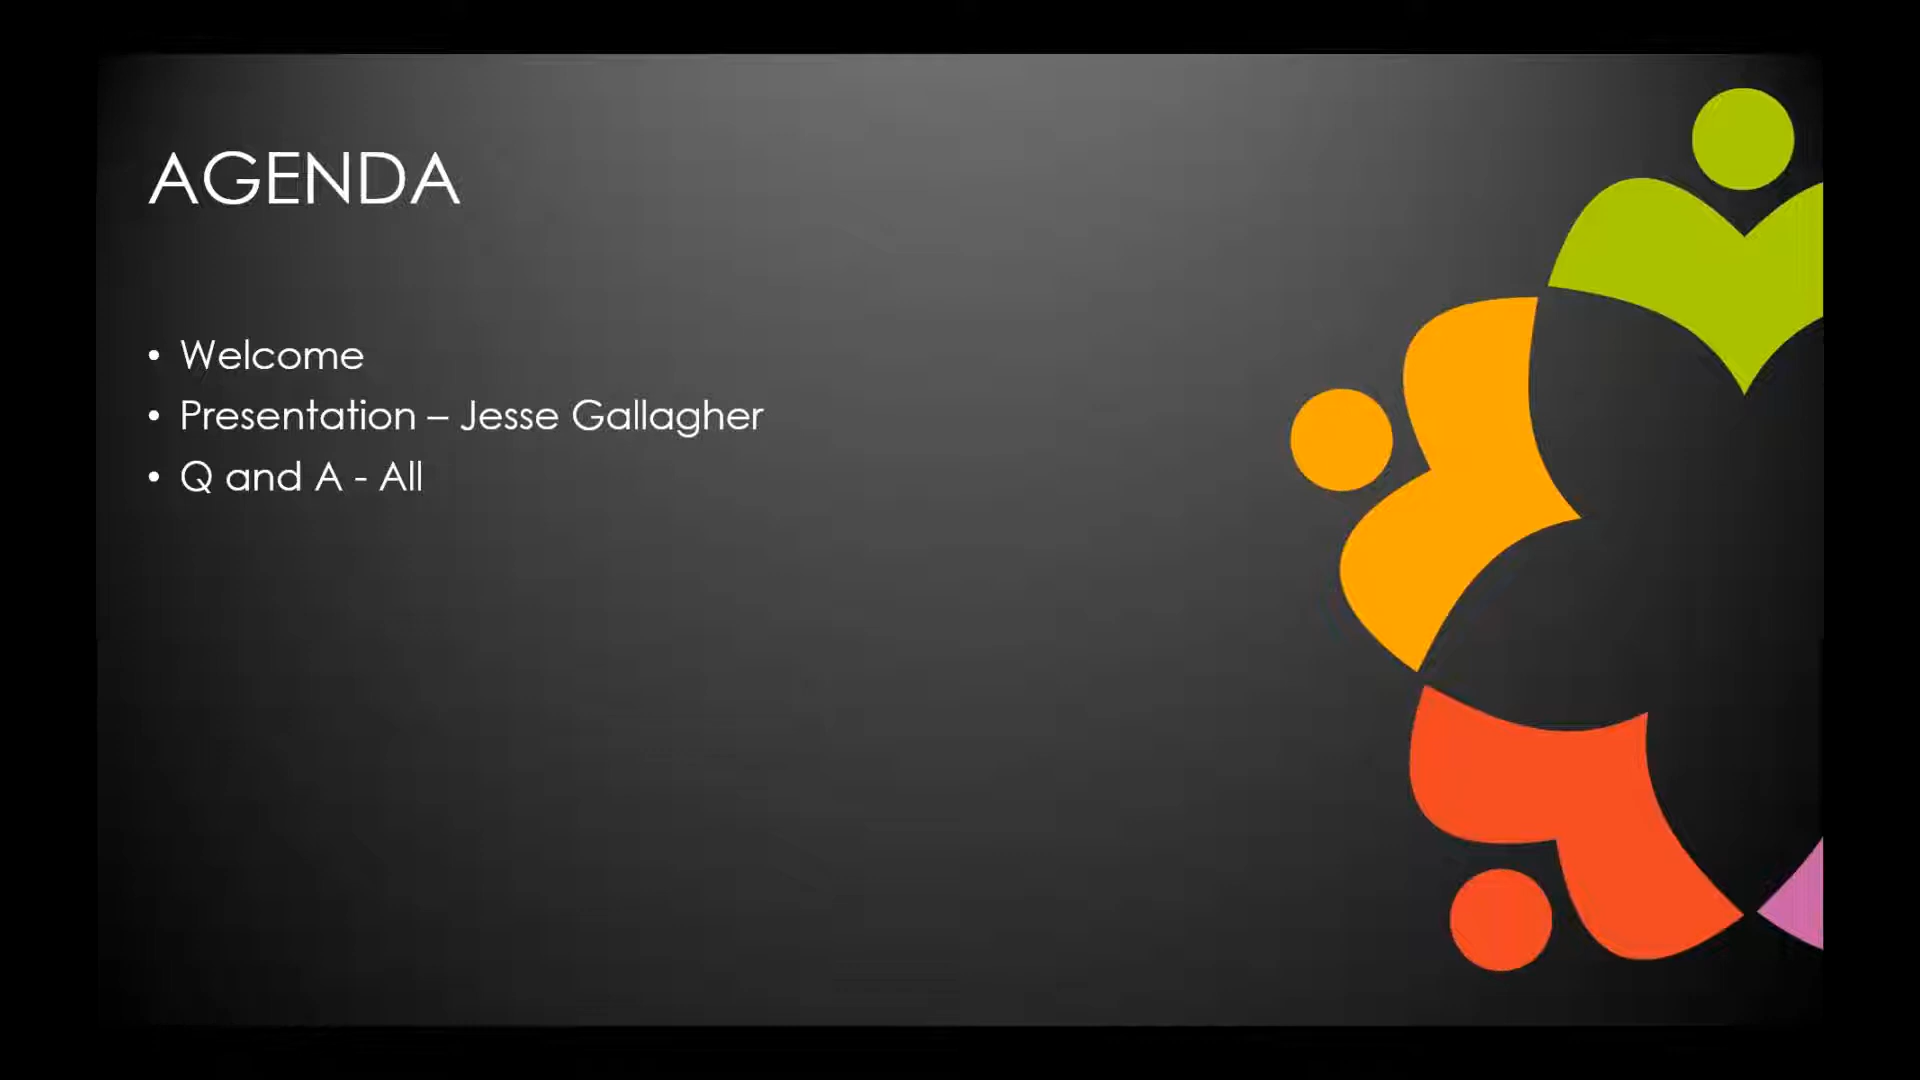 AGENDA
• Welcome
• Presentation – Jesse Gallagher
• Q and A - All